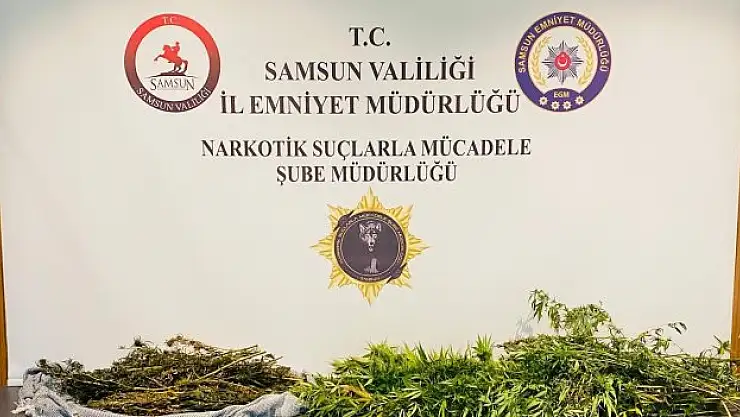 T.C.
SAMSUN VALİLİĞİ
İL EMNİYET MÜDÜRLÜĞÜ
NARKOTİK SUÇLARLA MÜCADELE
ŞUBE MÜDÜRLÜĞÜ
T.C.
SAMSUN
SAMSUN VALİLİĞİ
SAMSUN EMNİYET MÜDÜRLÜĞÜ
EGM